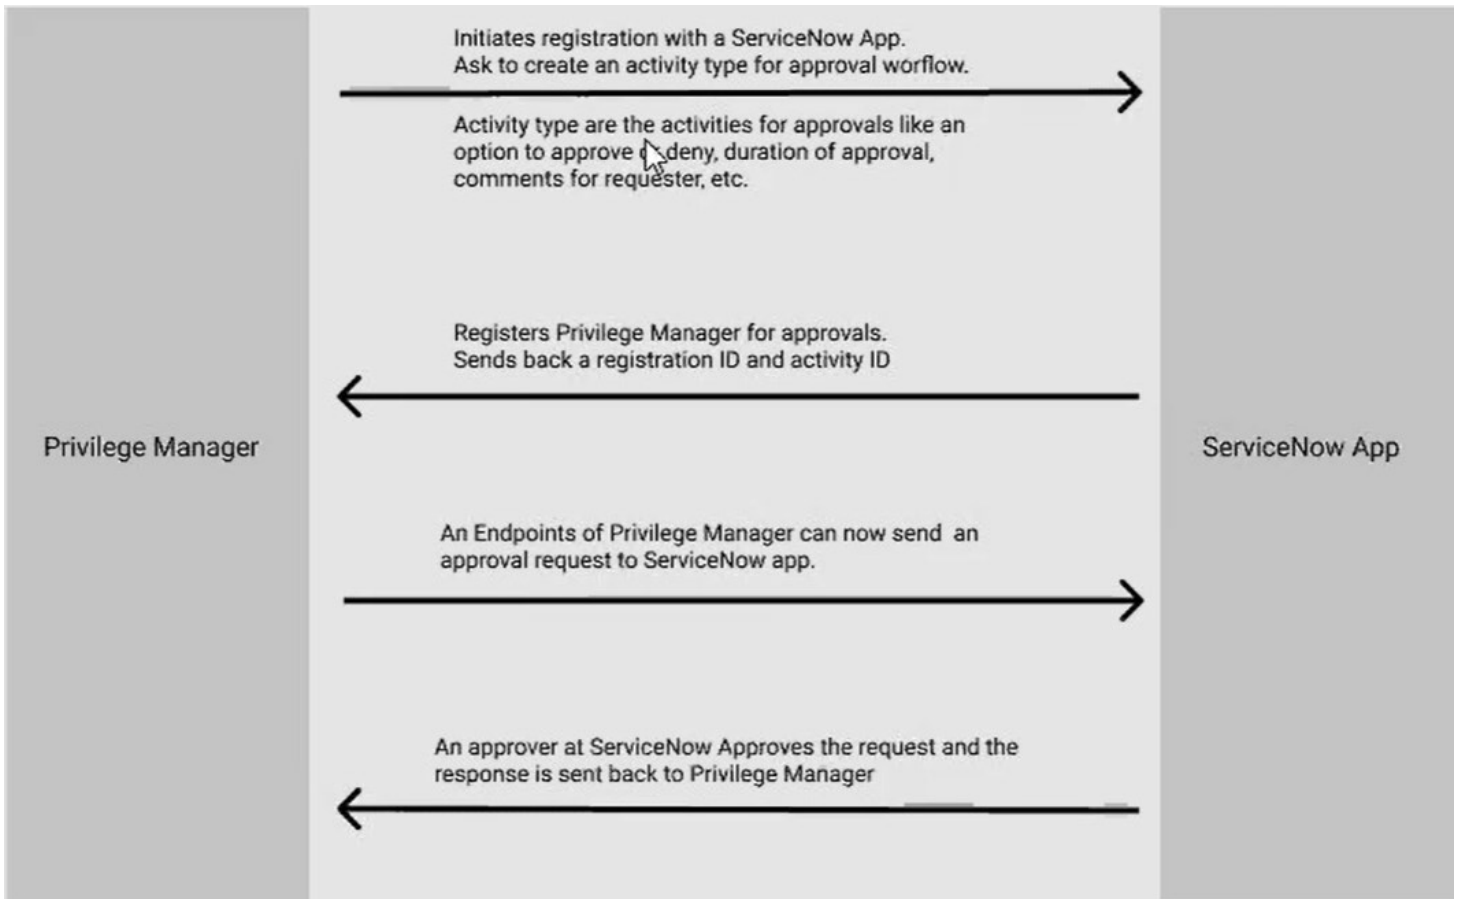 Initiates registration with a ServiceNow App.
Ask to create an activity type for approval worflow.
Activity type are the activities for approvals like an
option to approve deny, duration of approval,
comments for requester, etc.
Registers Privilege Manager for approvals.
Sends back a registration ID and activity ID
Privilege Manager
ServiceNow App
An Endpoints of Privilege Manager can now send an
approval request to ServiceNow app.
An approver at ServiceNow Approves the request and the
response is sent back to Privilege Manager